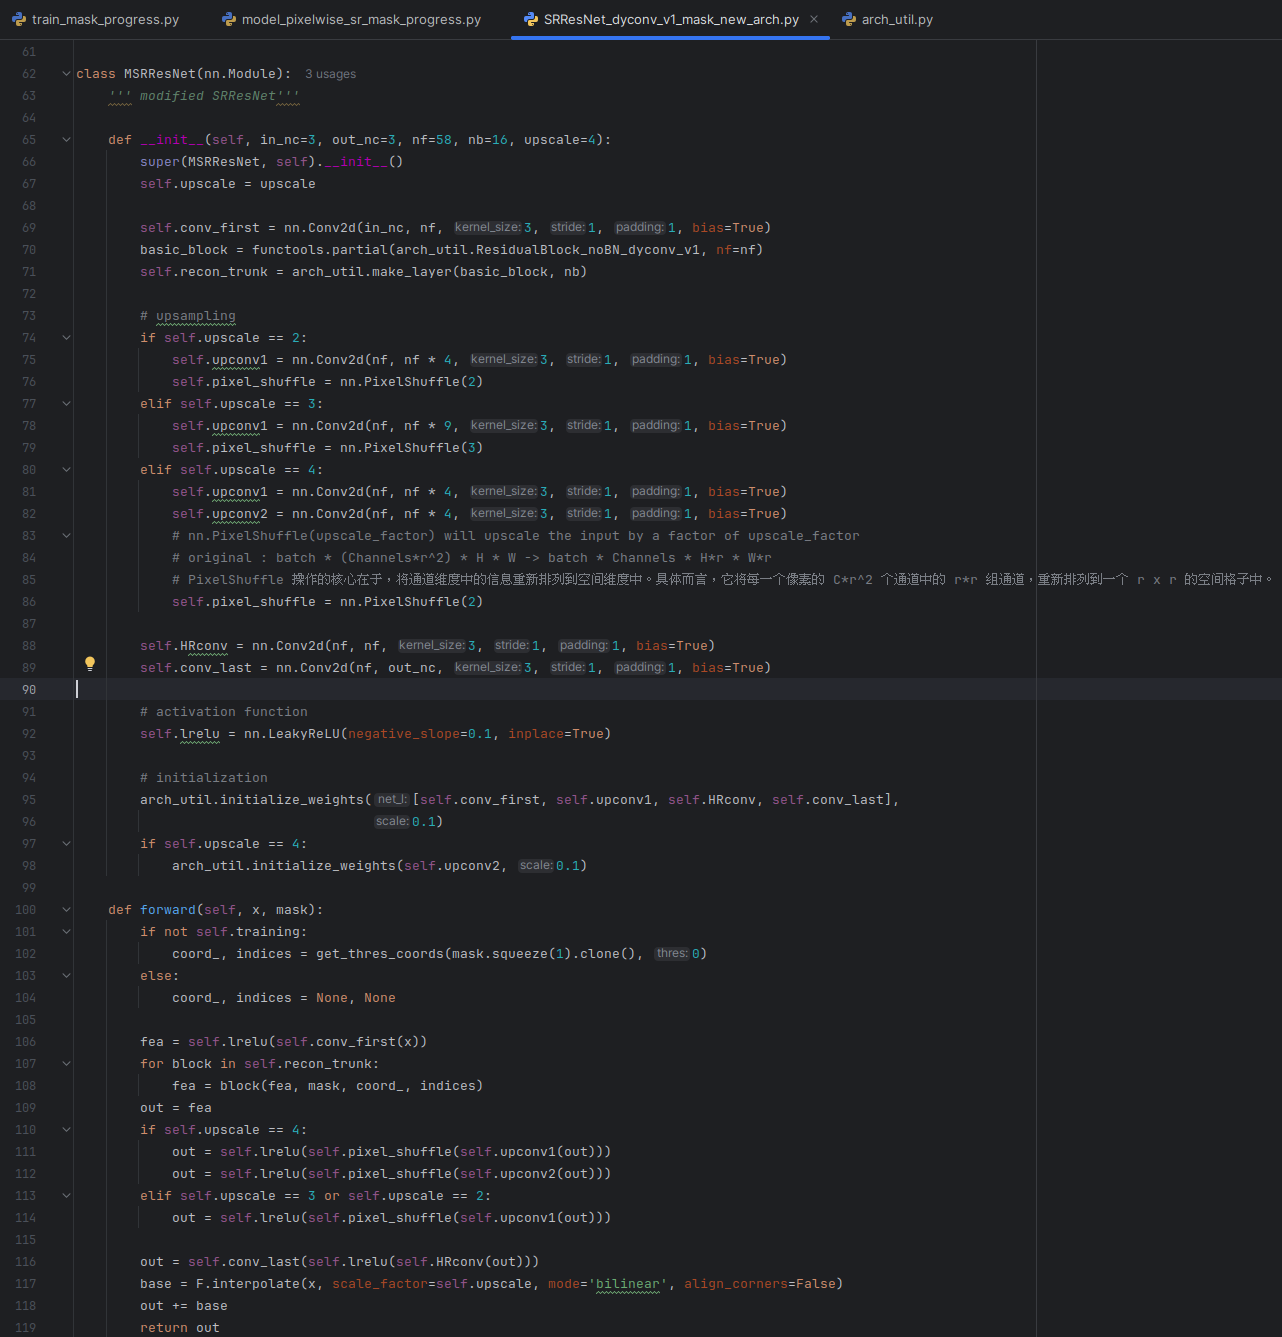 train_mask_progress.py model_pixelwise_sr_mask_progress.py SRResNet_dyconv_v1_mask_new_arch.py × arch_util.py
61
62 class MSRResNet(nn.Module): 3 usages
63 ''' modified SRResNet'''
64
65 def __init__(self, in_nc=3, out_nc=3, nf=58, nb=16, upscale=4):
66 super(MSRResNet, self).__init__()
67 self.upscale = upscale
68
69 self.conv_first = nn.Conv2d(in_nc, nf, kernel_size: 3, stride: 1, padding: 1, bias=True)
70 basic_block = functools.partial(arch_util.ResidualBlock_noBN_dyconv_v1, nf=nf)
71 self.recon_trunk = arch_util.make_layer(basic_block, nb)
72
73 # upsampling
74 if self.upscale == 2:
75 self.upconv1 = nn.Conv2d(nf, nf * 4, kernel_size: 3, stride: 1, padding: 1, bias=True)
76 self.pixel_shuffle = nn.PixelShuffle(2)
77 elif self.upscale == 3:
78 self.upconv1 = nn.Conv2d(nf, nf * 9, kernel_size: 3, stride: 1, padding: 1, bias=True)
79 self.pixel_shuffle = nn.PixelShuffle(3)
80 elif self.upscale == 4:
81 self.upconv1 = nn.Conv2d(nf, nf * 4, kernel_size: 3, stride: 1, padding: 1, bias=True)
82 self.upconv2 = nn.Conv2d(nf, nf * 4, kernel_size: 3, stride: 1, padding: 1, bias=True)
83 # nn.PixelShuffle(upscale_factor) will upscale the input by a factor of upscale_factor
84 # original : batch * (Channels*r^2) * H * W -> batch * Channels * H*r * W*r
85 # PixelShuffle 操作的核心在于，将通道维度中的信息重新排列到空间维度中。具体而言，它将每一个像素的 C*r^2 个通道中的 r*r 组通道，重新排列到一个 r x r 的空间格子中。
86 self.pixel_shuffle = nn.PixelShuffle(2)
87
88 self.HRconv = nn.Conv2d(nf, nf, kernel_size: 3, stride: 1, padding: 1, bias=True)
89 self.conv_last = nn.Conv2d(nf, out_nc, kernel_size: 3, stride: 1, padding: 1, bias=True)
90
91 # activation function
92 self.lrelu = nn.LeakyReLU(negative_slope=0.1, inplace=True)
93
94 # initialization
95 arch_util.initialize_weights( net_l: [self.conv_first, self.upconv1, self.HRconv, self.conv_last],
96 scale: 0.1)
97 if self.upscale == 4:
98 arch_util.initialize_weights(self.upconv2, scale: 0.1)
99
100 def forward(self, x, mask):
101 if not self.training:
102 coord_, indices = get_thres_coords(mask.squeeze(1).clone(), thres: 0)
103 else:
104 coord_, indices = None, None
105
106 fea = self.lrelu(self.conv_first(x))
107 for block in self.recon_trunk:
108 fea = block(fea, mask, coord_, indices)
109 out = fea
110 if self.upscale == 4:
111 out = self.lrelu(self.pixel_shuffle(self.upconv1(out)))
112 out = self.lrelu(self.pixel_shuffle(self.upconv2(out)))
113 elif self.upscale == 3 or self.upscale == 2:
114 out = self.lrelu(self.pixel_shuffle(self.upconv1(out)))
115
116 out = self.conv_last(self.lrelu(self.HRconv(out)))
117 base = F.interpolate(x, scale_factor=self.upscale, mode='bilinear', align_corners=False)
118 out += base
119 return out